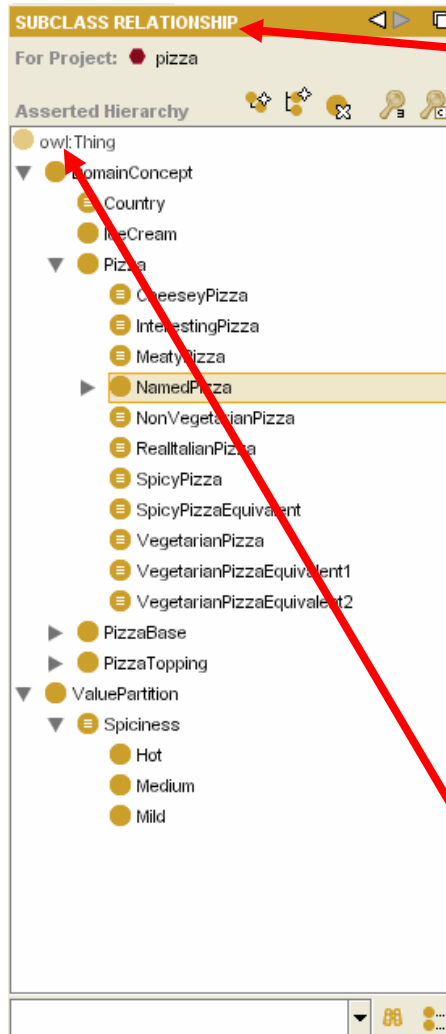 SUBCLASS RELATIONSHIP
For Project: pizza
Asserted Hierarchy
owl:Thing
DomainConcept
Country
IceCream
Pizza
CheeseyPizza
InterestingPizza
MeatyPizza
NamedPizza
NonVegetarianPizza
RealItalianPizza
SpicyPizza
SpicyPizzaEquivalent
VegetarianPizza
VegetarianPizzaEquivalent1
VegetarianPizzaEquivalent2
PizzaBase
PizzaTopping
ValuePartition
Spiciness
Hot
Medium
Mild